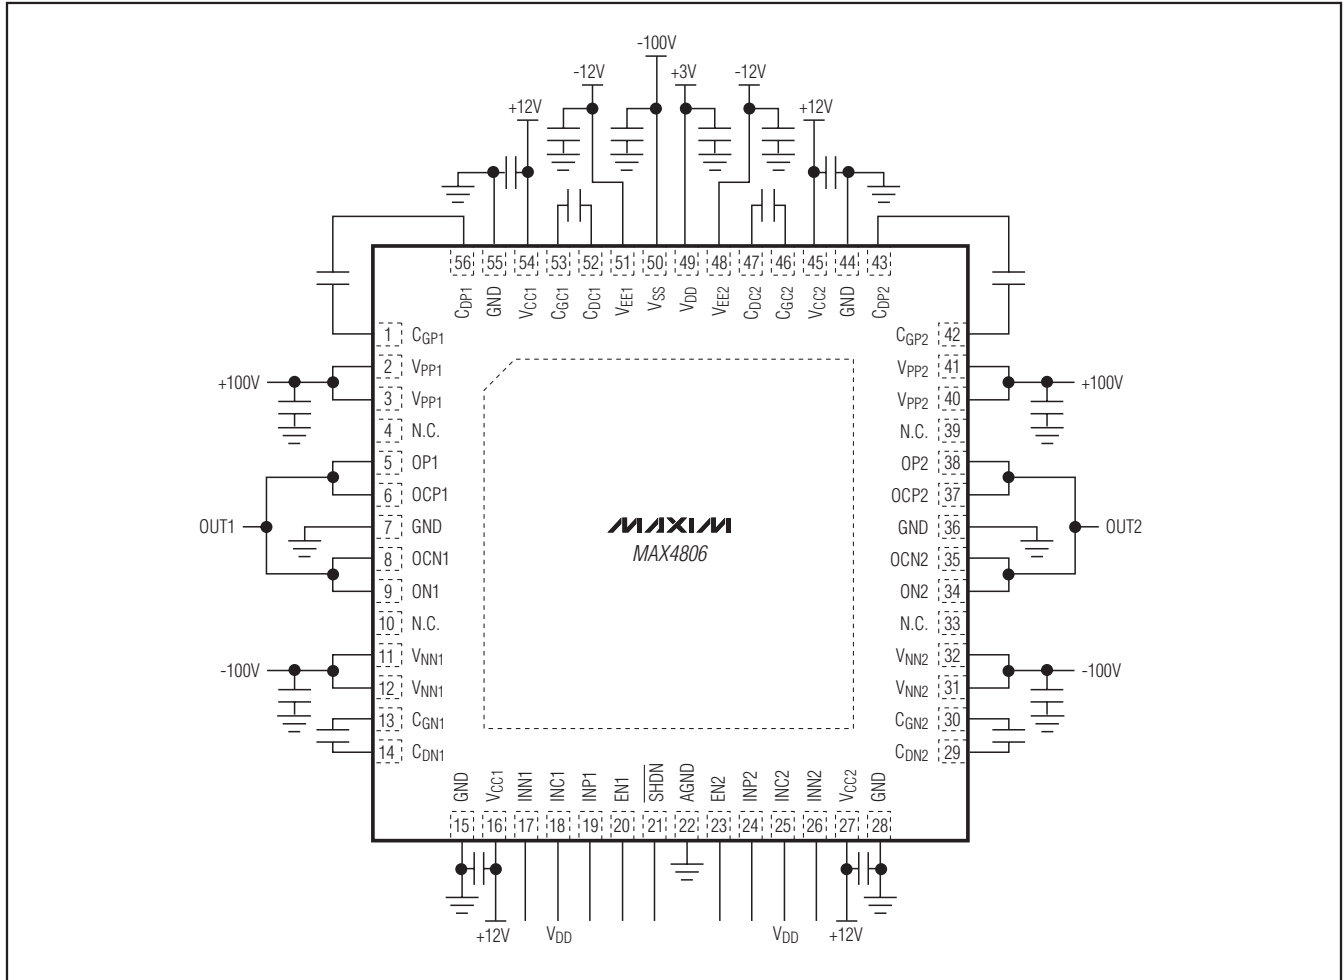 -100V
-12V
+3V
-12V
+12V
+12V
56 55 54 53 52 51 50 49 48 47 46 45 44 43
CDP1 GND VCC1 CGC1 CDC1 VEE1 VSS VDD VEE2 CDC2 CGC2 VCC2 GND CDP2
1 CGP1
CGP2 42
2 VPP1
VPP2 41
+100V
+100V
3 VPP1
VPP2 40
4 N.C.
N.C. 39
5 OP1
OP2 38
6 OCP1
OCP2 37
OUT1
7 GND
MAXIM
GND 36
OUT2
MAX4806
8 OCN1
OCN2 35
9 ON1
ON2 34
10 N.C.
N.C. 33
11 VNN1
VNN2 32
-100V
-100V
12 VNN1
VNN2 31
13 CGN1
CGN2 30
14 CDN1
CDN2 29
GND VCC1 INN1 INC1 INP1 EN1 SHDN AGND EN2 INP2 INC2 INN2 VCC2 GND
15 16 17 18 19 20 21 22 23 24 25 26 27 28
+12V
VDD
VDD
+12V